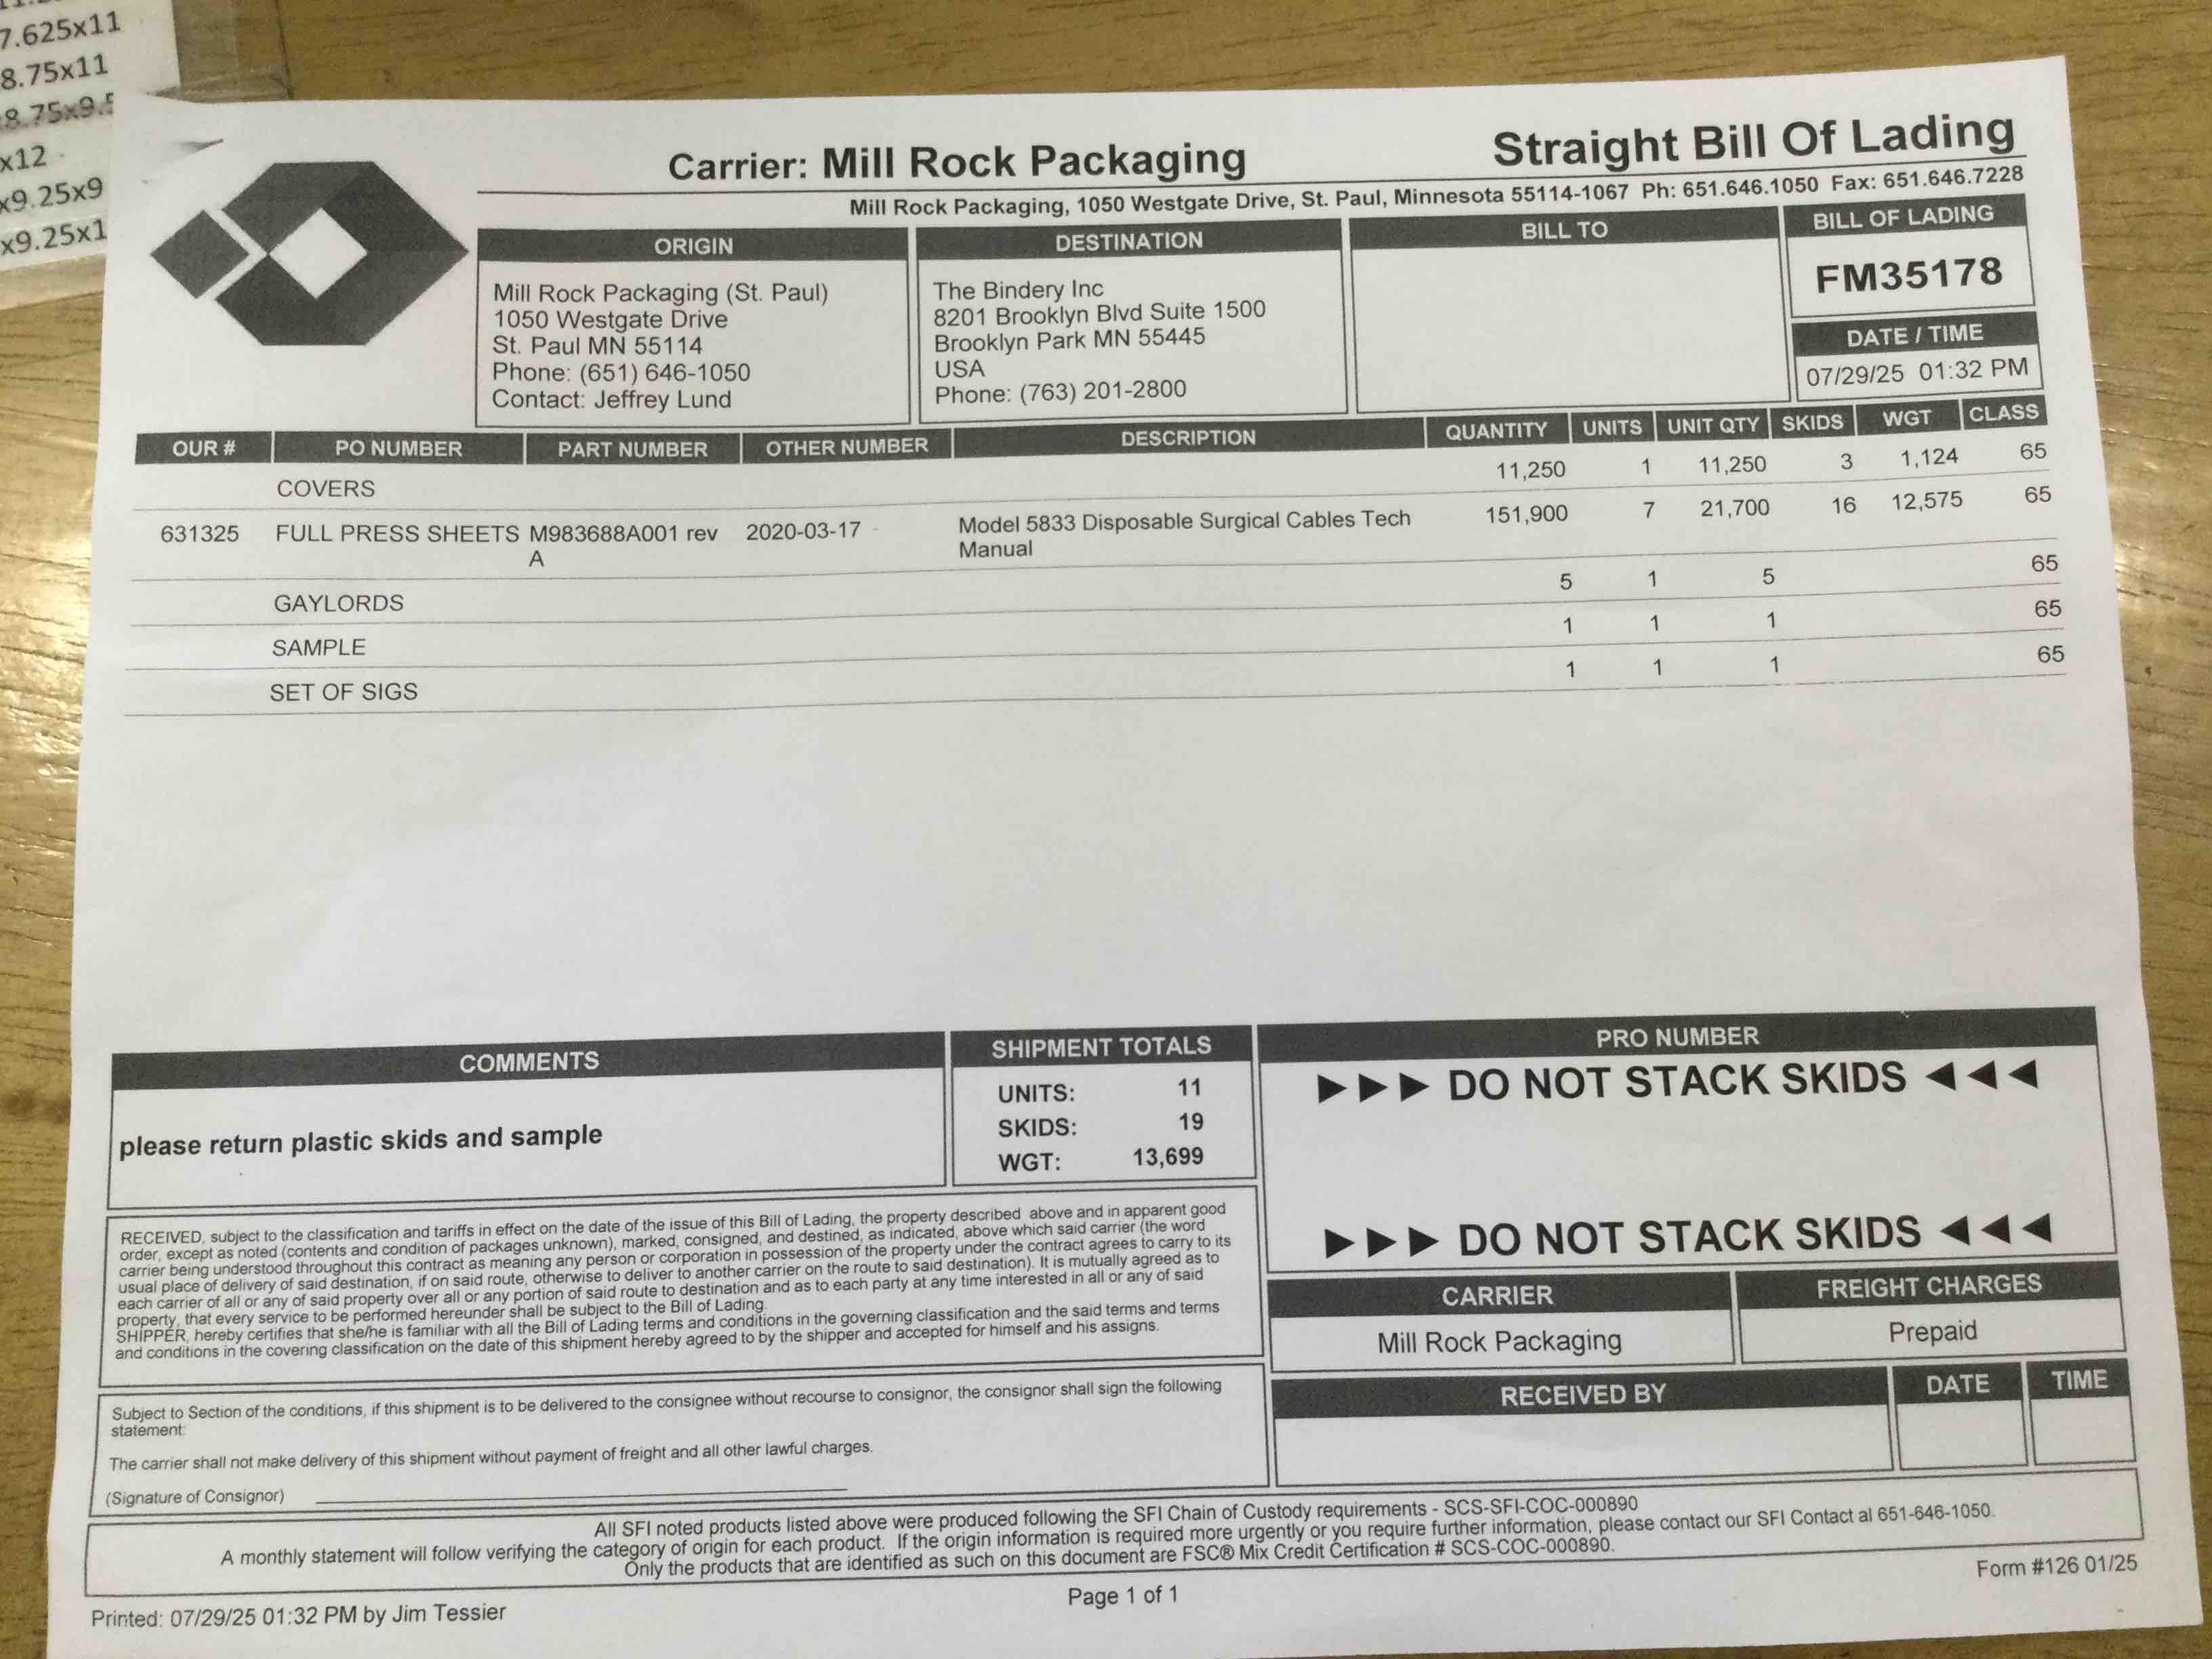 7.625x11
8.75x11
8.75x9.5
x12
x9.25x9
x9.25x1
Carrier: Mill Rock Packaging
Straight Bill Of Lading
Mill Rock Packaging, 1050 Westgate Drive, St. Paul, Minnesota 55114-1067 Ph: 651.646.1050 Fax: 651.646.7228
ORIGIN
Mill Rock Packaging (St. Paul)
1050 Westgate Drive
St. Paul MN 55114
Phone: (651) 646-1050
Contact: Jeffrey Lund
DESTINATION
The Bindery Inc
8201 Brooklyn Blvd Suite 1500
Brooklyn Park MN 55445
USA
Phone: (763) 201-2800
BILL TO
BILL OF LADING
FM35178
DATE / TIME
07/29/25 01:32 PM
OUR # PO NUMBER PART NUMBER OTHER NUMBER DESCRIPTION QUANTITY UNITS UNIT QTY SKIDS WGT CLASS
COVERS 11,250 1 11,250 3 1,124 65
631325 FULL PRESS SHEETS M983688A001 rev 2020-03-17 Model 5833 Disposable Surgical Cables Tech 151,900 7 21,700 16 12,575 65
A Manual
GAYLORDS 5 1 5 65
SAMPLE 1 1 1 65
SET OF SIGS 1 1 1 65
COMMENTS
please return plastic skids and sample
SHIPMENT TOTALS
UNITS: 11
SKIDS: 19
WGT: 13,699
PRO NUMBER
►►► DO NOT STACK SKIDS ◄◄◄
►►► DO NOT STACK SKIDS ◄◄◄
RECEIVED, subject to the classification and tariffs in effect on the date of the issue of this Bill of Lading, the property described above and in apparent good
order, except as noted (contents and condition of packages unknown), marked, consigned, and destined, as indicated, above which said carrier (the word
carrier being understood throughout this contract as meaning any person or corporation in possession of the property under the contract agrees to carry to its
usual place of delivery of said destination, if on said route, otherwise to deliver to another carrier on the route to said destination). It is mutually agreed as to
each carrier of all or any of said property over all or any portion of said route to destination and as to each party at any time interested in all or any of said
property, that every service to be performed hereunder shall be subject to the Bill of Lading.
SHIPPER, hereby certifies that she/he is familiar with all the Bill of Lading terms and conditions in the governing classification and the said terms and terms
and conditions in the covering classification on the date of this shipment hereby agreed to by the shipper and accepted for himself and his assigns.
CARRIER
Mill Rock Packaging
FREIGHT CHARGES
Prepaid
RECEIVED BY
DATE
TIME
Subject to Section of the conditions, if this shipment is to be delivered to the consignee without recourse to consignor, the consignor shall sign the following
statement:
The carrier shall not make delivery of this shipment without payment of freight and all other lawful charges.
(Signature of Consignor)
All SFI noted products listed above were produced following the SFI Chain of Custody requirements - SCS-SFI-COC-000890
A monthly statement will follow verifying the category of origin for each product. If the origin information is required more urgently or you require further information, please contact our SFI Contact al 651-646-1050.
Only the products that are identified as such on this document are FSC® Mix Credit Certification # SCS-COC-000890.
Form #126 01/25
Page 1 of 1
Printed: 07/29/25 01:32 PM by Jim Tessier